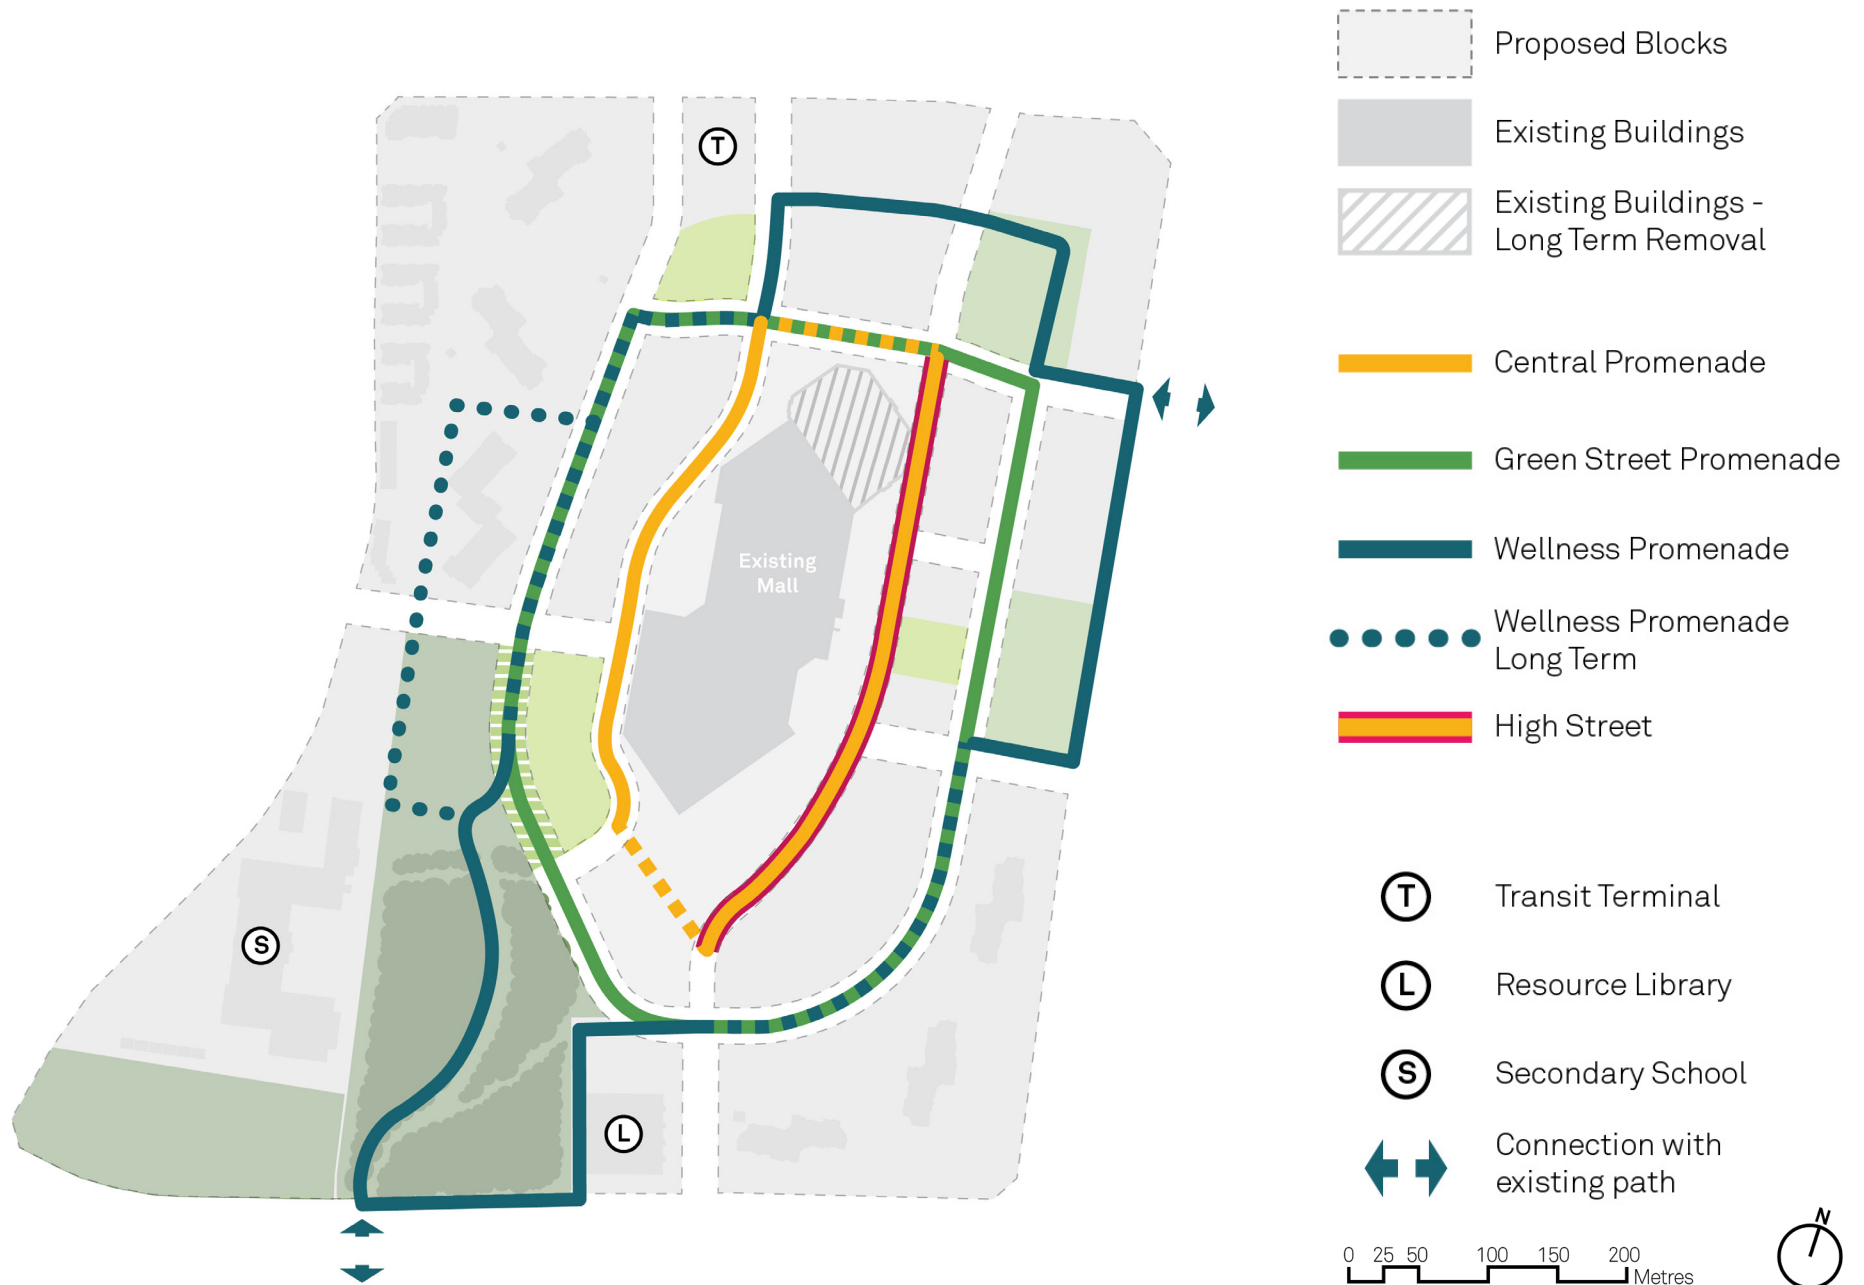 T
Existing
Mall
S
L
Proposed Blocks
Existing Buildings
Existing Buildings -
Long Term Removal
Central Promenade
Green Street Promenade
Wellness Promenade
Wellness Promenade
Long Term
High Street
T Transit Terminal
L Resource Library
S Secondary School
Connection with
existing path
N
0 25 50 100 150 200
Metres